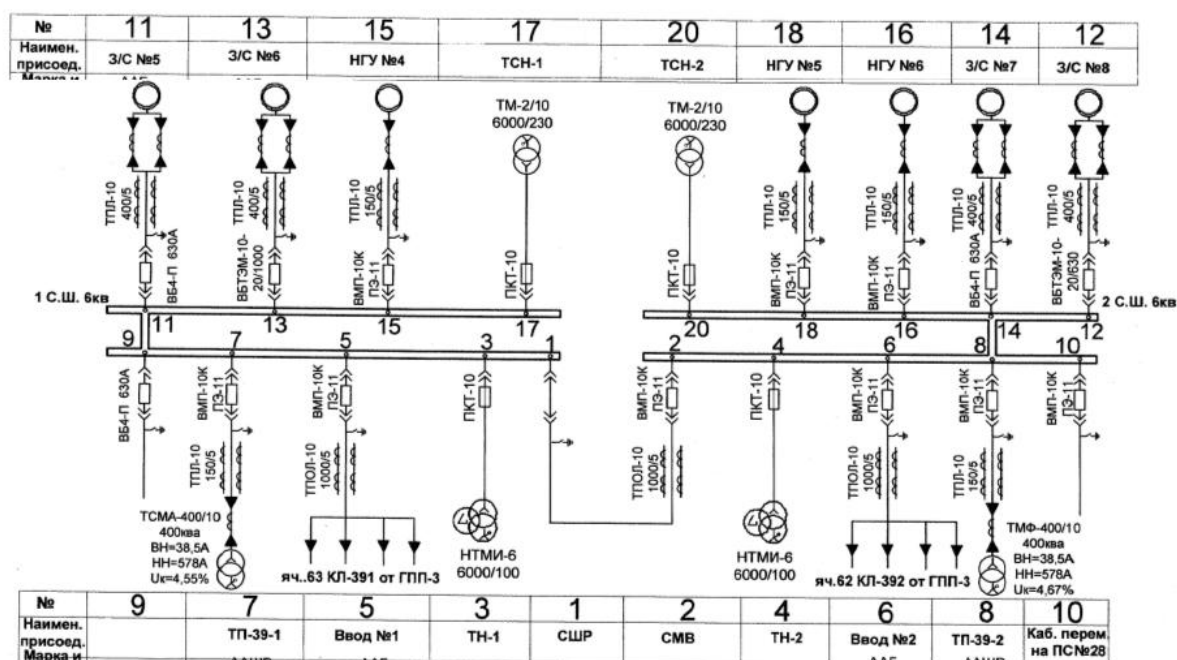 № 11 13 15 17 20 18 16 14 12
Наимен. присоед. З/С №5 З/С №6 НГУ №4 ТСН-1 ТСН-2 НГУ №5 НГУ №6 З/С №7 З/С №8
Марка и
ТМ-2/10
6000/230
ТМ-2/10
6000/230
ТПЛ-10
400/5
ТПЛ-10
400/5
ТПЛ-10
150/5
ТПЛ-10
150/5
ТПЛ-10
150/5
ТПЛ-10
400/5
ТПЛ-10
400/5
ВБ4-П 630А
ВБТЭМ-10-
20/1000
ВМП-10К
ПЭ-11
ПКТ-10
ПКТ-10
ВМП-10К
ПЭ-11
ВМП-10К
ПЭ-11
ВБ4-П 630А
ВБТЭМ-10-
20/630
1 С.Ш. 6кв
2 С.Ш. 6кв
11 13 15 17 20 18 16 14 12
9 7 5 3 1 2 4 6 8 10
ВБ4-П 630А
ВМП-10К
ПЭ-11
ВМП-10К
ПЭ-11
ПКТ-10
ВМП-10К
ПЭ-11
ПКТ-10
ВМП-10К
ПЭ-11
ВМП-10К
ПЭ-11
ВМП-10К
ПЭ-11
ТПЛ-10
150/5
ТПОЛ-10
1000/5
ТПОЛ-10
1000/5
ТПОЛ-10
1000/5
ТПЛ-10
150/5
ТСМА-400/10
400ква
ВН=38,5А
НН=578А
Uк=4,55%
яч..63 КЛ-391 от ГПП-3
НТМИ-6
6000/100
НТМИ-6
6000/100
яч.62 КЛ-392 от ГПП-3
ТМФ-400/10
400ква
ВН=38,5А
НН=578А
Uк=4,67%
№ 9 7 5 3 1 2 4 6 8 10
Наимен. присоед. ТП-39-1 Ввод №1 ТН-1 СШР СМВ ТН-2 Ввод №2 ТП-39-2 Каб. перем. на ПС№28
Марка и